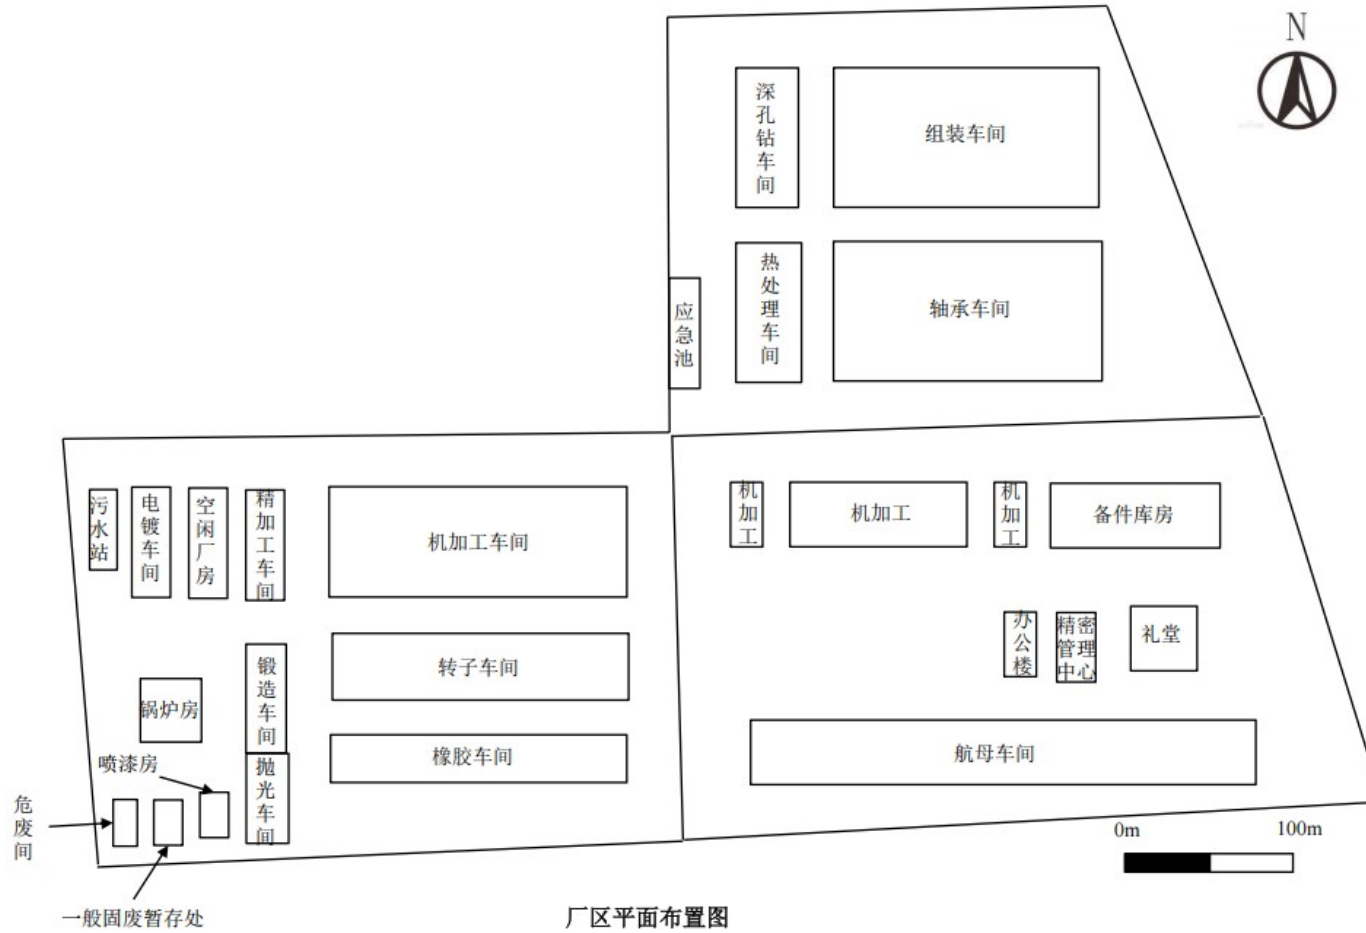 N
深孔钻车间
组装车间
热处理车间
轴承车间
应急池
污水站
电镀车间
空闲厂房
精加工车间
机加工车间
机加工
机加工
机加工
备件库房
办公楼
精密管理中心
礼堂
锻造车间
转子车间
锅炉房
橡胶车间
航母车间
喷漆房
抛光车间
危废间
0m
100m
一般固废暂存处
厂区平面布置图